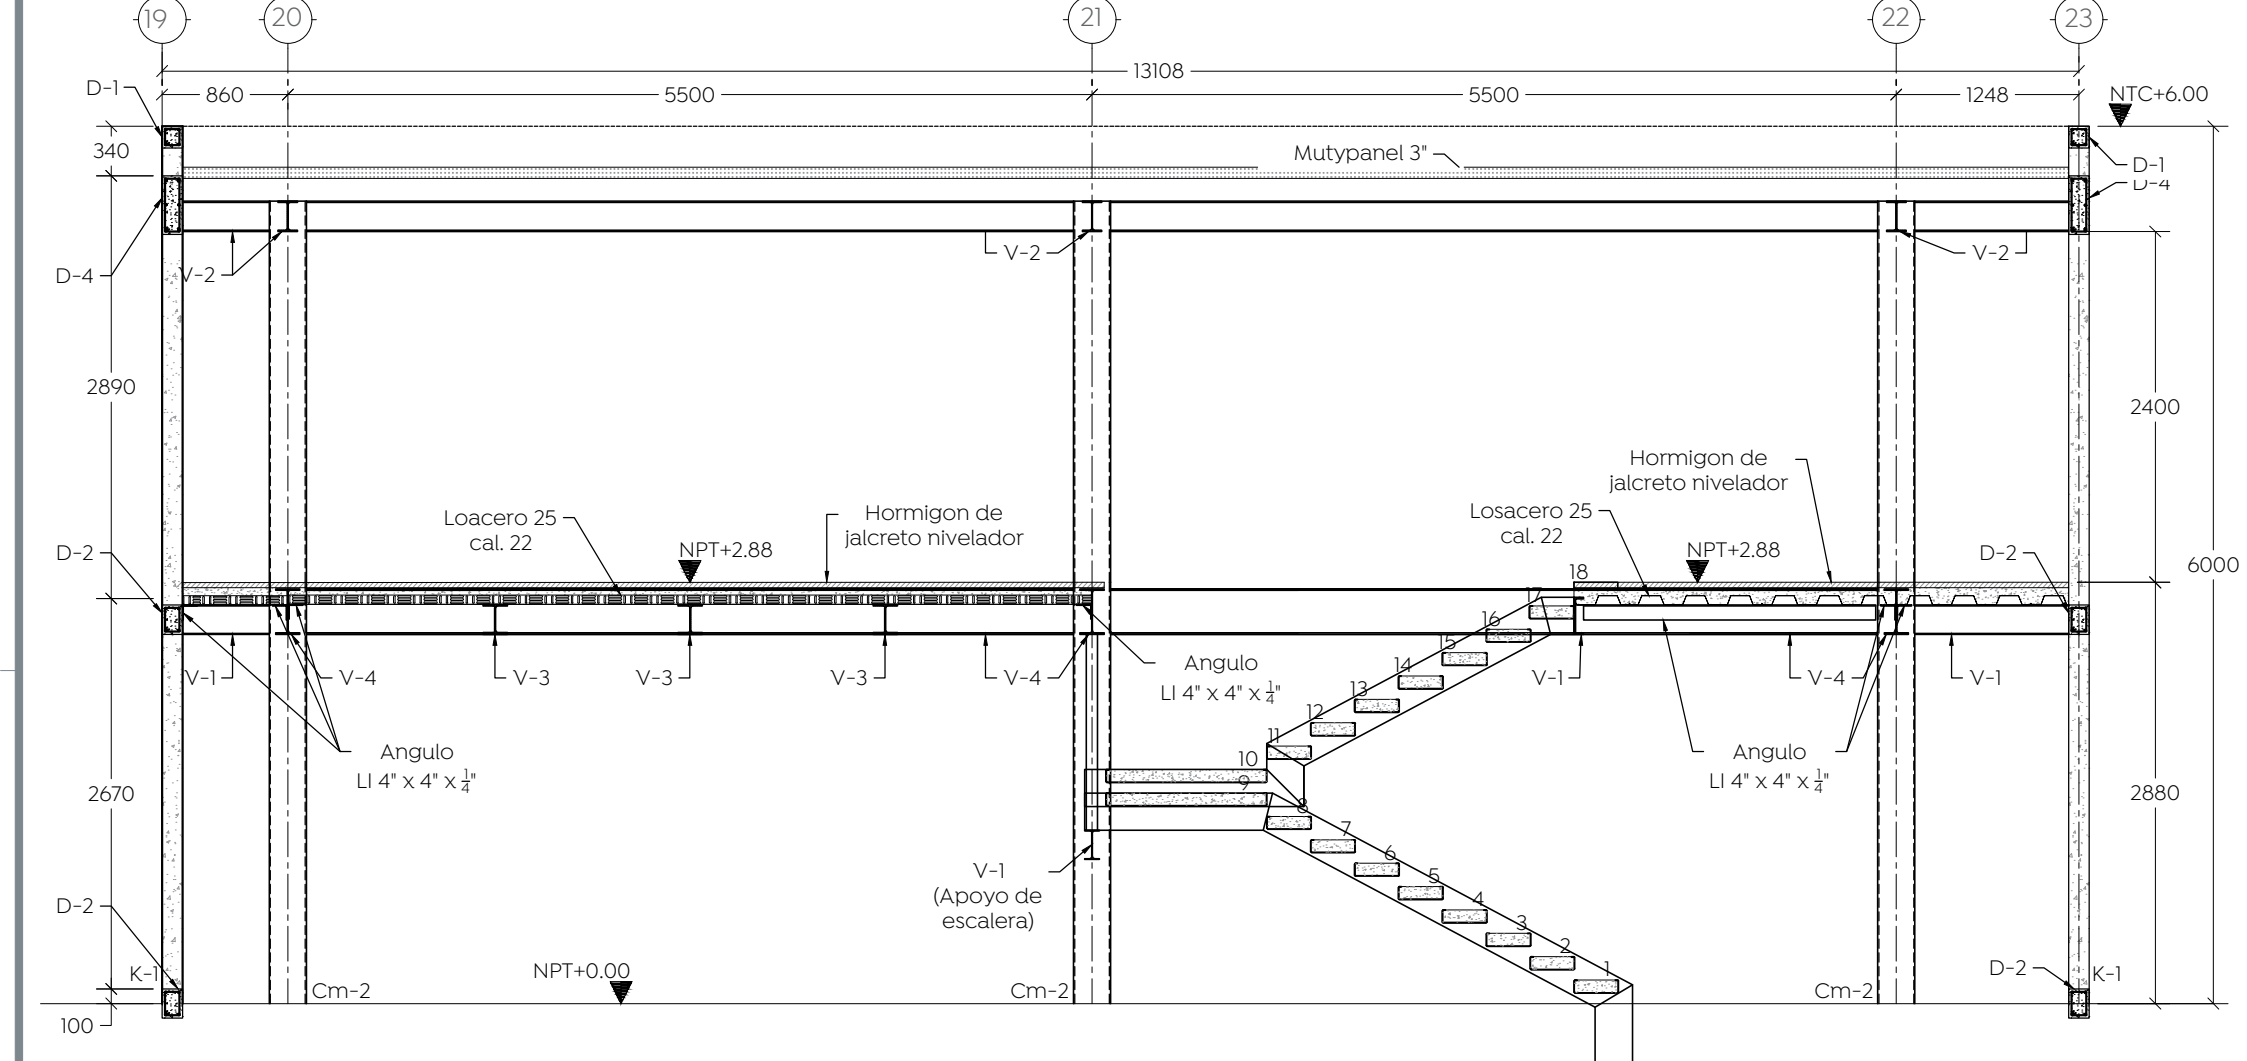 19
20
21
22
23
13108
860
5500
5500
1248
NTC+6.00
D-1
340
Mutypanel 3"
D-1
D-4
D-4
V-2
V-2
V-2
2890
2400
Hormigon de
jalcreto nivelador
Loacero 25
cal. 22
Hormigon de
jalcreto nivelador
Losacero 25
cal. 22
D-2
NPT+2.88
NPT+2.88
D-2
6000
18
17
16
15
14
13
12
11
10
9
8
7
6
5
4
3
2
1
V-1
V-4
V-3
V-3
V-3
V-4
Angulo
LI 4" x 4" x 1/4"
V-1
V-4
V-1
Angulo
LI 4" x 4" x 1/4"
Angulo
LI 4" x 4" x 1/4"
2670
2880
V-1
(Apoyo de
escalera)
D-2
K-1
NPT+0.00
Cm-2
Cm-2
Cm-2
D-2
K-1
100